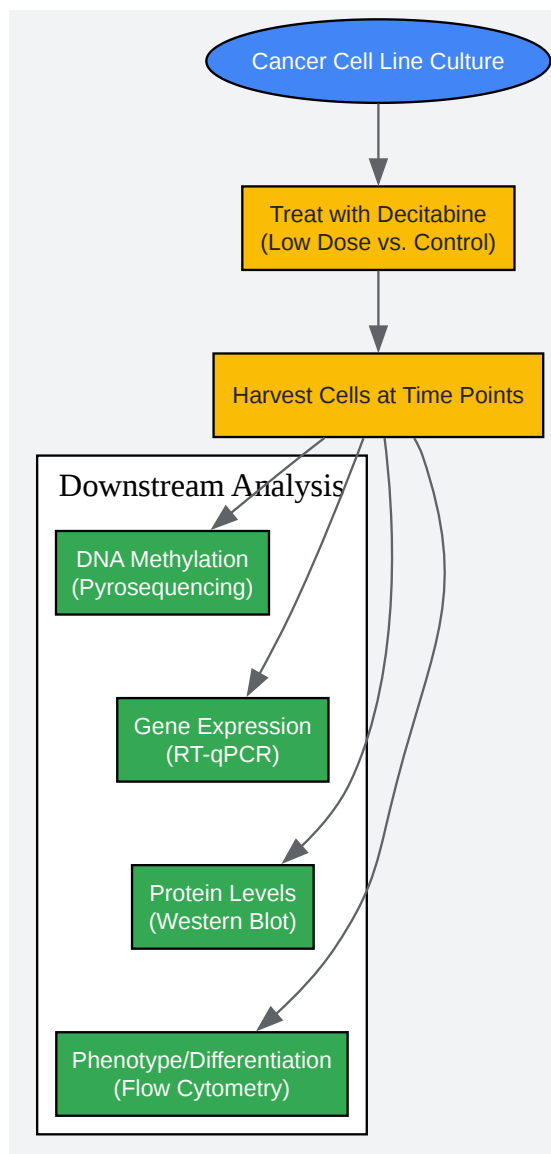 Cancer Cell Line Culture
Treat with Decitabine
(Low Dose vs. Control)
Harvest Cells at Time Points
Downstream Analysis
DNA Methylation
(Pyrosequencing)
Gene Expression
(RT-qPCR)
Protein Levels
(Western Blot)
Phenotype/Differentiation
(Flow Cytometry)